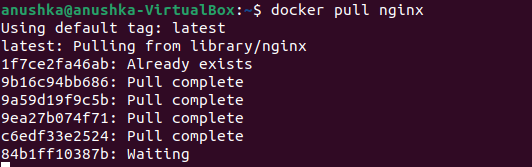 anushka@anushka-VirtualBox:~$ docker pull nginx
Using default tag: latest
latest: Pulling from library/nginx
1f7ce2fa46ab: Already exists
9b16c94bb686: Pull complete
9a59d19f9c5b: Pull complete
9ea27b074f71: Pull complete
c6edf33e2524: Pull complete
84b1ff10387b: Waiting